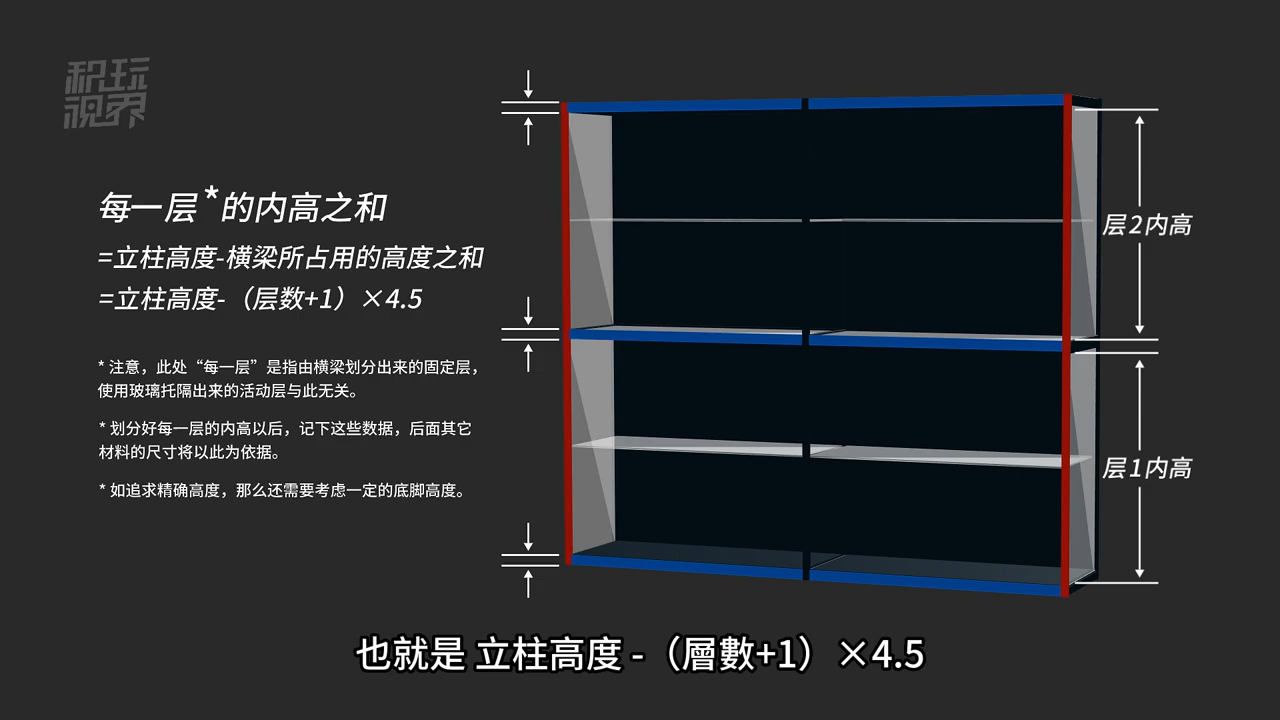 积玩
视界
每一层*的内高之和
=立柱高度-横梁所占用的高度之和
=立柱高度-（层数+1）×4.5
* 注意，此处“每一层”是指由横梁划分出来的固定层，
使用玻璃托隔出来的活动层与此无关。
* 划分好每一层的内高以后，记下这些数据，后面其它
材料的尺寸将以此为依据。
* 如追求精确高度，那么还需要考虑一定的底脚高度。
层2内高
层1内高
也就是 立柱高度 -（層數+1）×4.5